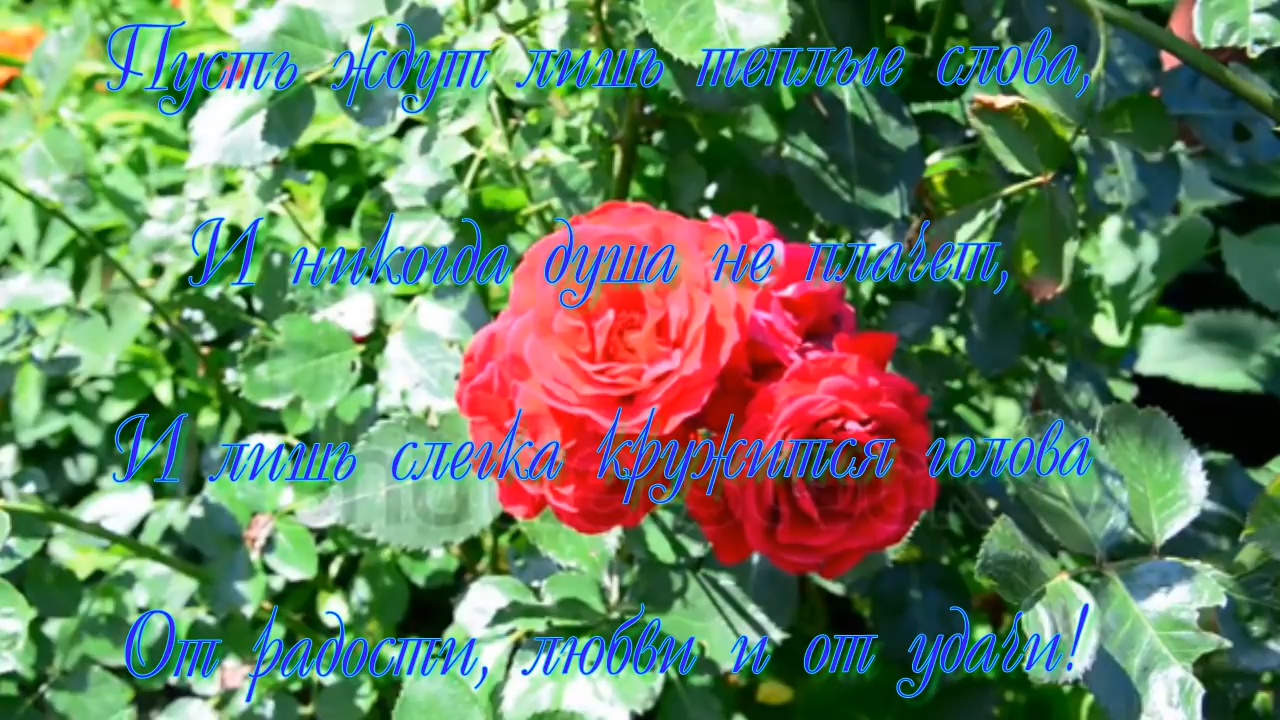 Пусть ждут лишь теплые слова,
И никогда душа не плачет,
И лишь слегка кружится голова
От радости, любви и от удачи!